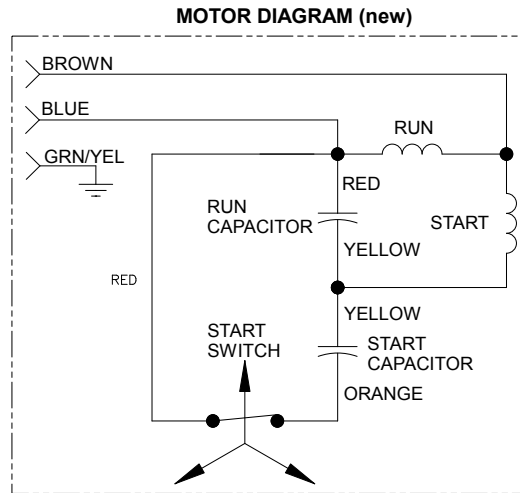 MOTOR DIAGRAM (new)
BROWN
BLUE
RUN
GRN/YEL
RED
RUN
CAPACITOR
START
YELLOW
RED
YELLOW
START
SWITCH
START
CAPACITOR
ORANGE